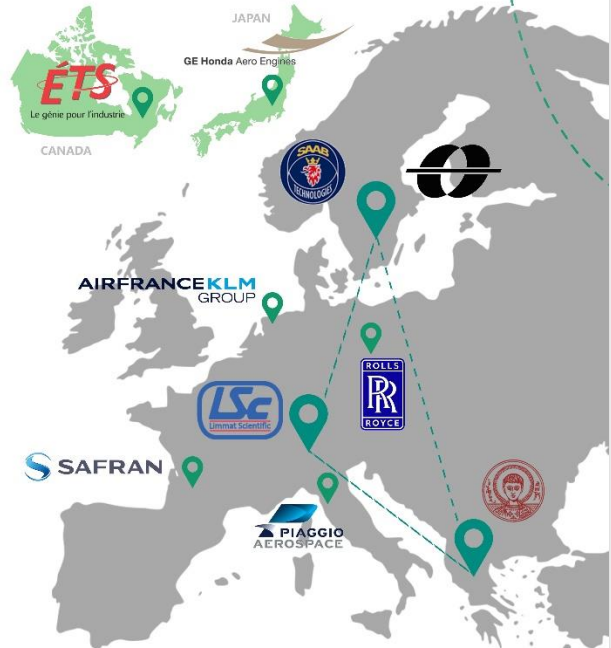 JAPAN
GE Honda Aero Engines
ÉTS
Le génie pour l'industrie
CANADA
SAAB
TECHNOLOGIES
AIRFRANCE KLM
GROUP
ROLLS
RR
ROYCE
LSc
Limmat Scientific
SAFRAN
PIAGGIO
AEROSPACE